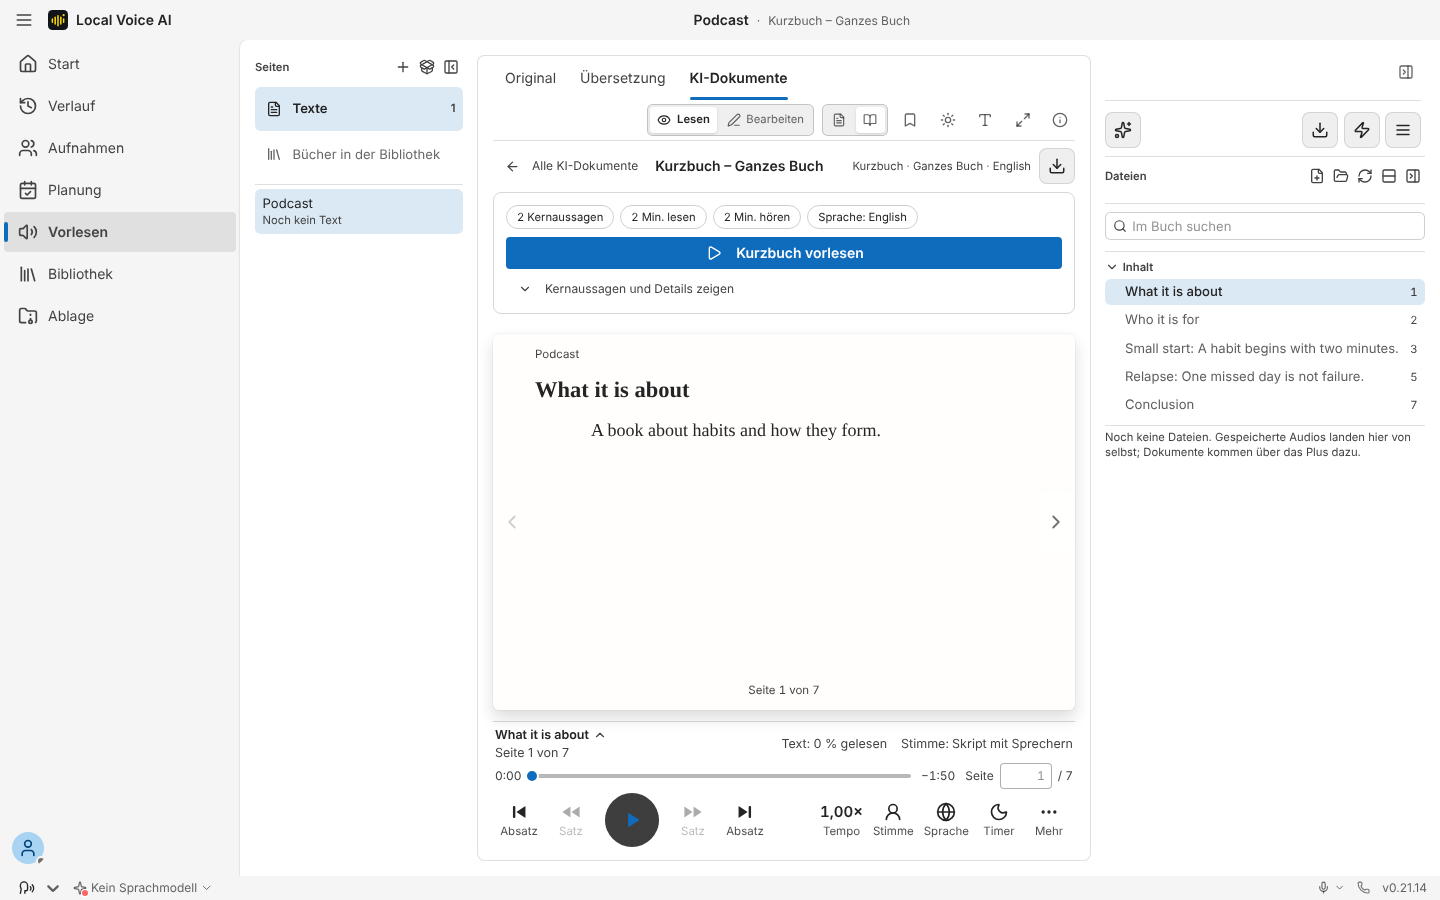 Local Voice AI
Podcast · Kurzbuch – Ganzes Buch
Start
Verlauf
Aufnahmen
Planung
Vorlesen
Bibliothek
Ablage
Seiten
Texte 1
Bücher in der Bibliothek
Podcast
Noch kein Text
Original Übersetzung KI-Dokumente
Lesen Bearbeiten
Alle KI-Dokumente Kurzbuch – Ganzes Buch Kurzbuch · Ganzes Buch · English
2 Kernaussagen 2 Min. lesen 2 Min. hören Sprache: English
Kurzbuch vorlesen
Kernaussagen und Details zeigen
Podcast
What it is about
A book about habits and how they form.
Seite 1 von 7
What it is about
Seite 1 von 7
Text: 0 % gelesen Stimme: Skript mit Sprechern
0:00 −1:50 Seite 1 / 7
Absatz Satz Satz Absatz
1,00×
Tempo Stimme Sprache Timer Mehr
Dateien
Im Buch suchen
Inhalt
What it is about 1
Who it is for 2
Small start: A habit begins with two minutes. 3
Relapse: One missed day is not failure. 5
Conclusion 7
Noch keine Dateien. Gespeicherte Audios landen hier von
selbst; Dokumente kommen über das Plus dazu.
Kein Sprachmodell
v0.21.14